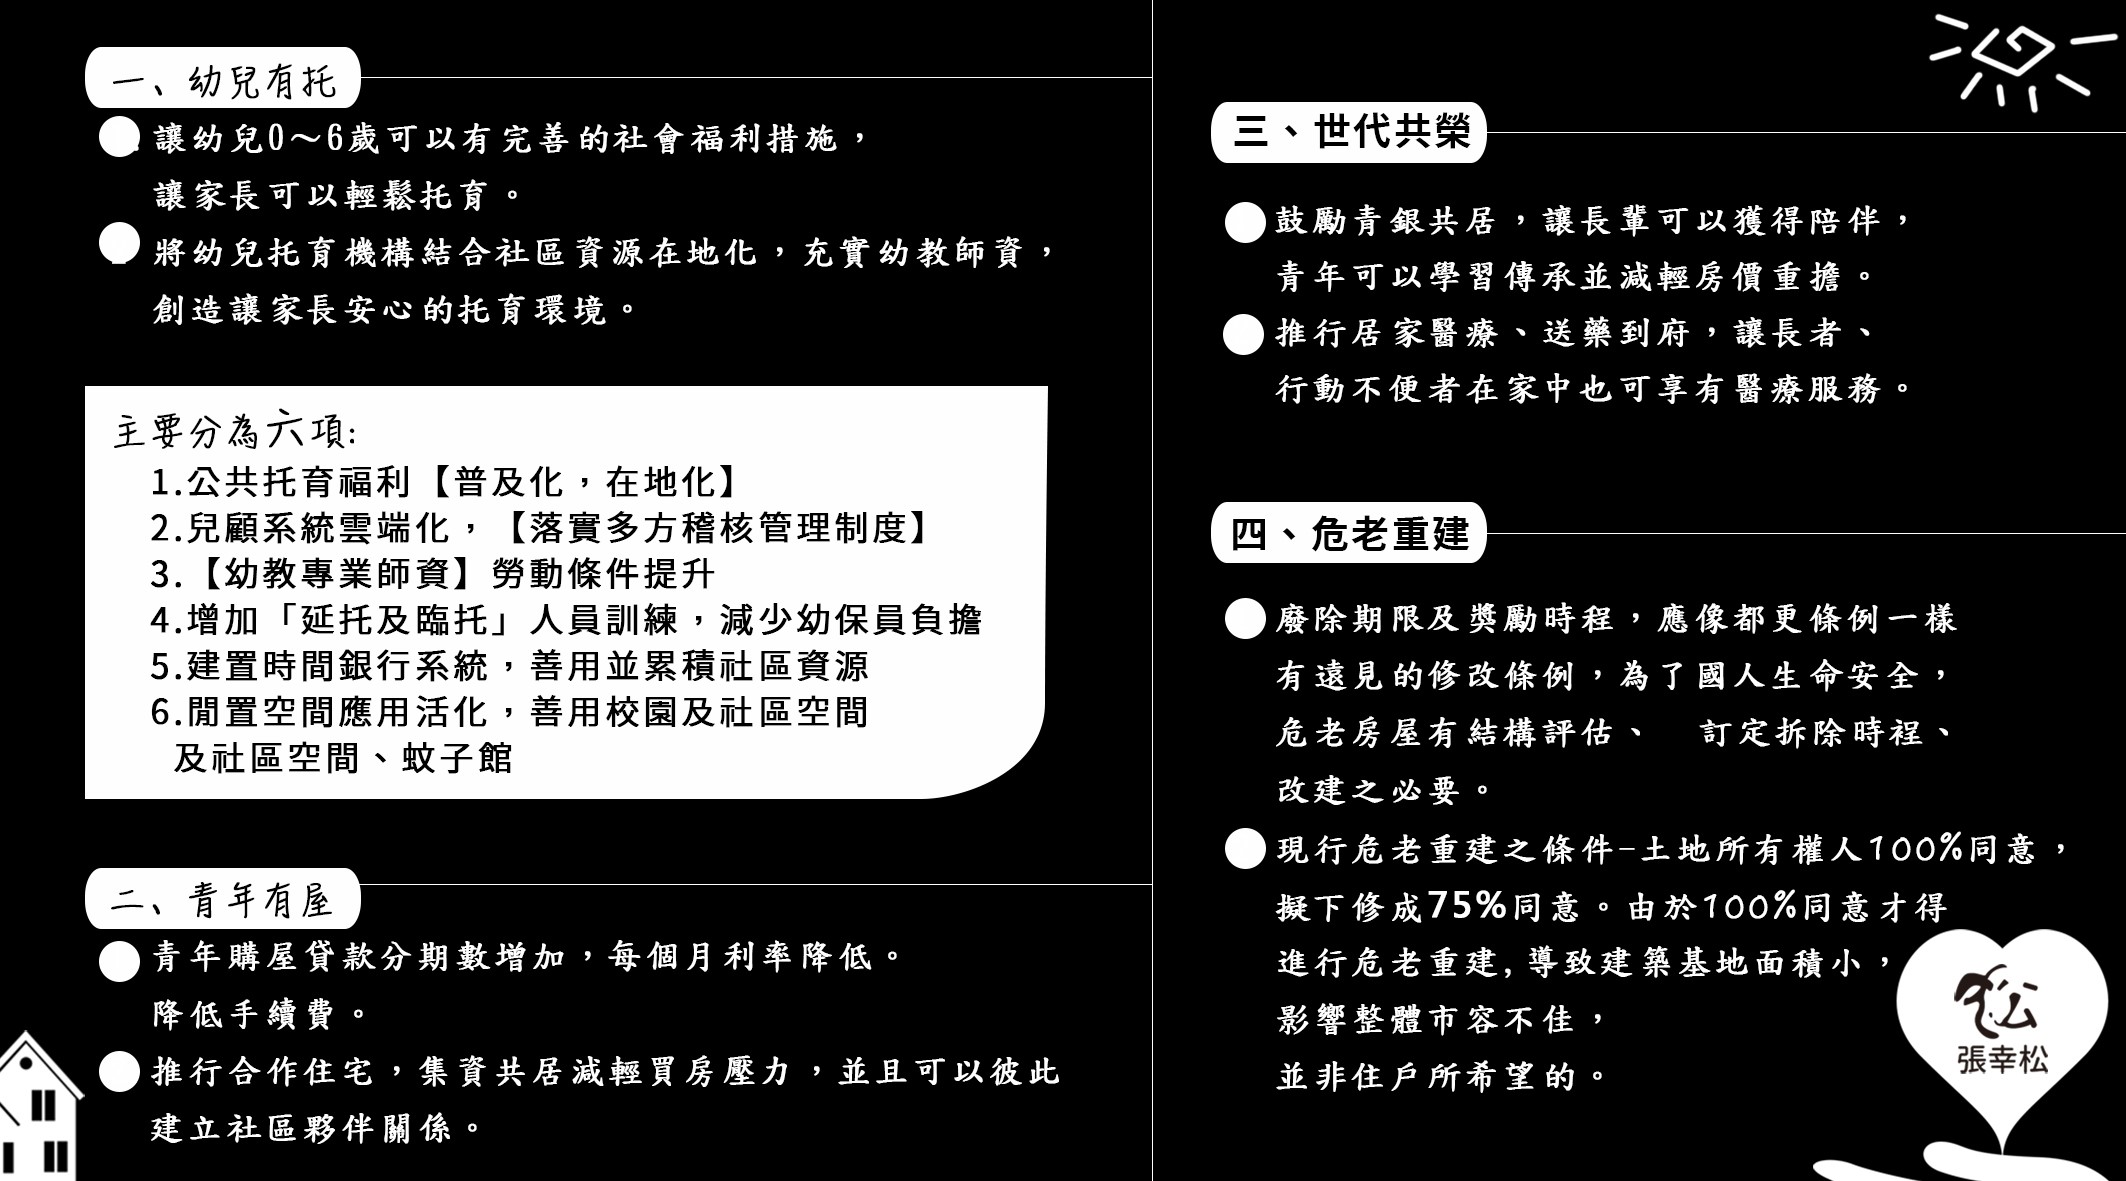 一、幼兒有托
讓幼兒0～6歲可以有完善的社會福利措施，
讓家長可以輕鬆托育。
將幼兒托育機構結合社區資源在地化，充實幼教師資，
創造讓家長安心的托育環境。
主要分為六項:
1.公共托育福利【普及化，在地化】
2.兒顧系統雲端化，【落實多方稽核管理制度】
3.【幼教專業師資】勞動條件提升
4.增加「延托及臨托」人員訓練，減少幼保員負擔
5.建置時間銀行系統，善用並累積社區資源
6.閒置空間應用活化，善用校園及社區空間
及社區空間、蚊子館
二、青年有屋
青年購屋貸款分期數增加，每個月利率降低。
降低手續費。
推行合作住宅，集資共居減輕買房壓力，並且可以彼此
建立社區夥伴關係。
三、世代共榮
鼓勵青銀共居，讓長輩可以獲得陪伴，
青年可以學習傳承並減輕房價重擔。
推行居家醫療、送藥到府，讓長者、
行動不便者在家中也可享有醫療服務。
四、危老重建
廢除期限及獎勵時程，應像都更條例一樣
有遠見的修改條例，為了國人生命安全，
危老房屋有結構評估、 訂定拆除時裎、
改建之必要。
現行危老重建之條件-土地所有權人100%同意，
擬下修成75%同意。由於100%同意才得
進行危老重建,導致建築基地面積小，
影響整體市容不佳，
並非住戶所希望的。
松
張幸松